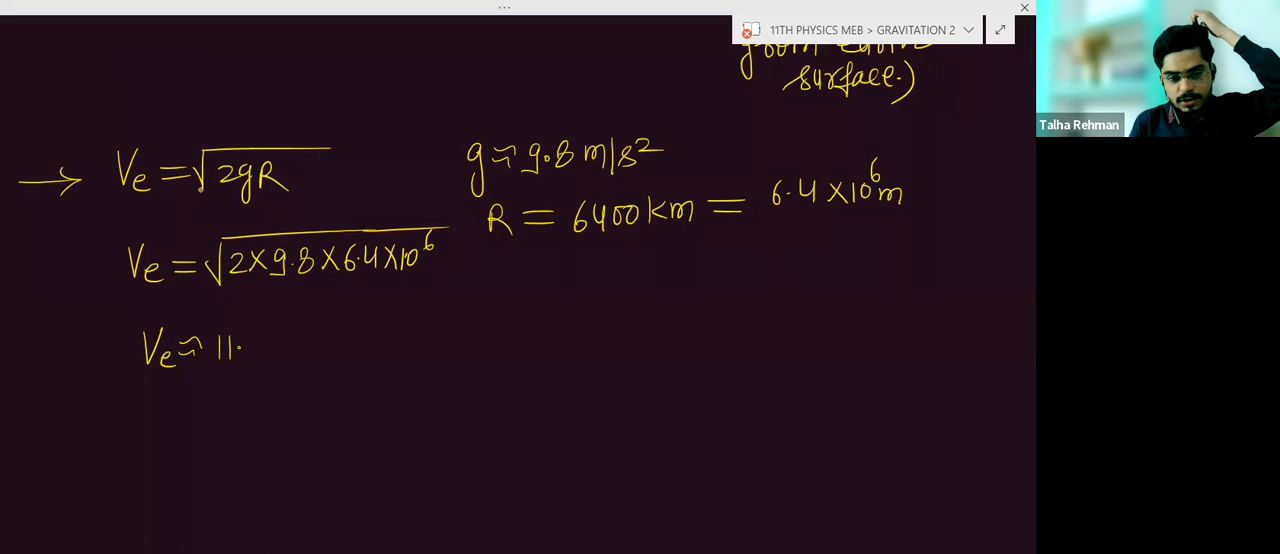 11TH PHYSICS MEB > GRAVITATION 2
surface.)
Talha Rehman
→ Ve = √2gR
g ≈ 9.8 m/s²
R = 6400 km = 6.4 × 10⁶ m
Ve = √2×9.8×6.4×10⁶
Ve ≈ 11.